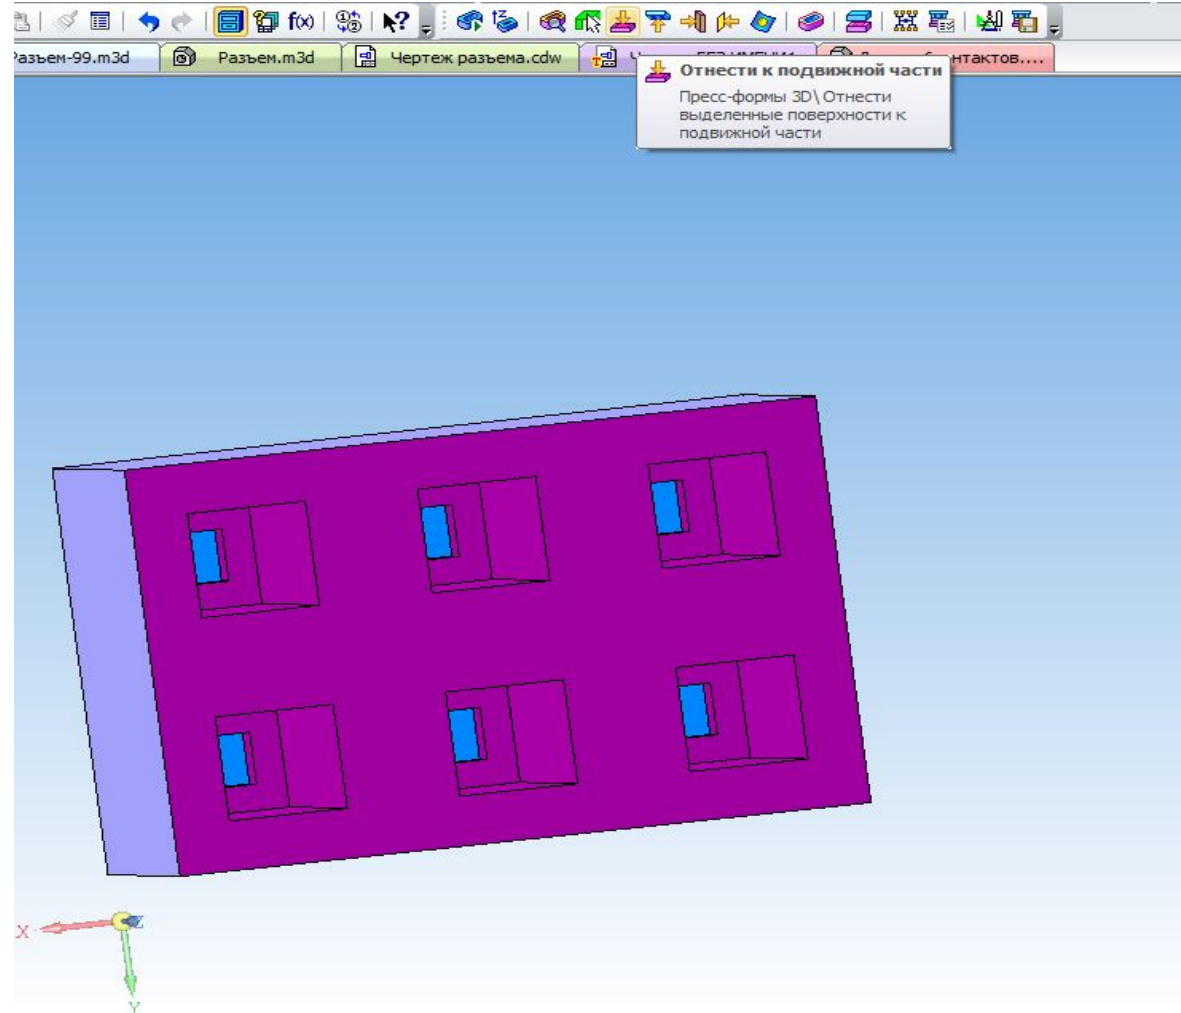 f(x)
Разъем-99.m3d
Разъем.m3d
Чертеж разъема.cdw
нтактов....
Отнести к подвижной части
Пресс-формы 3D\Отнести
выделенные поверхности к
подвижной части
X
Z
Y